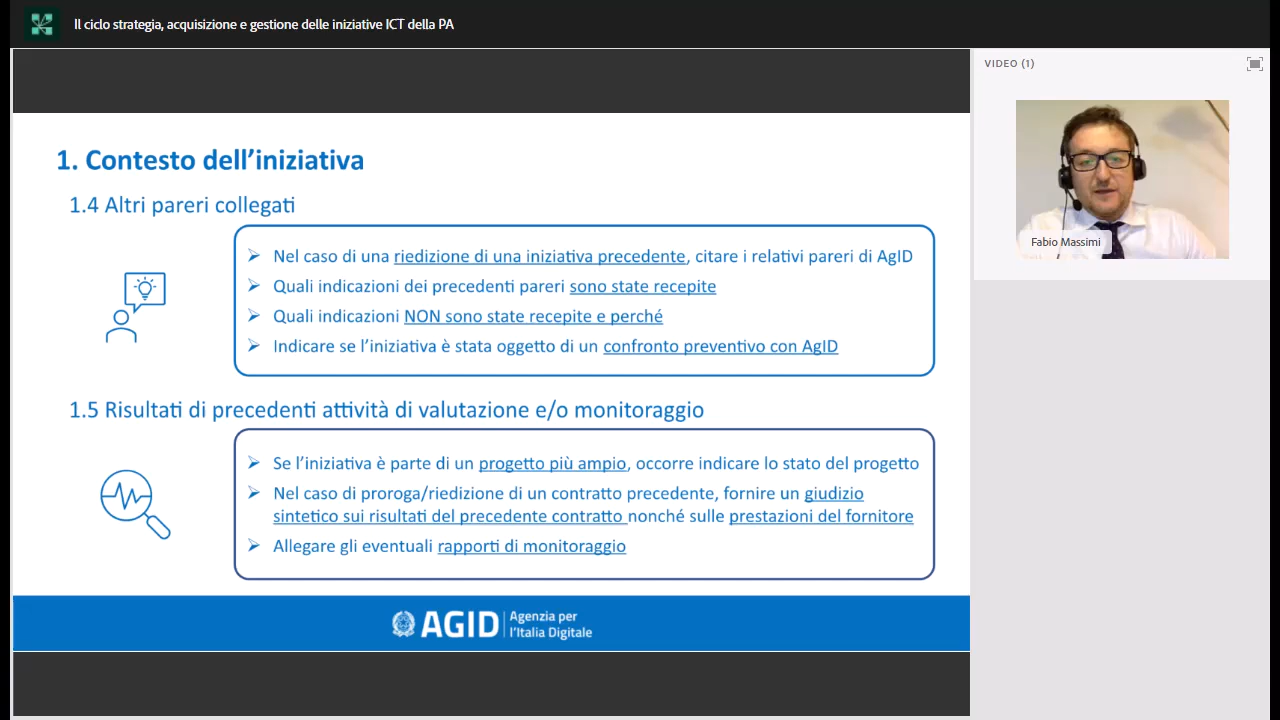 Il ciclo strategia, acquisizione e gestione delle iniziative ICT della PA
VIDEO (1)
Fabio Massimi
1. Contesto dell'iniziativa
1.4 Altri pareri collegati
➢ Nel caso di una riedizione di una iniziativa precedente, citare i relativi pareri di AgID
➢ Quali indicazioni dei precedenti pareri sono state recepite
➢ Quali indicazioni NON sono state recepite e perché
➢ Indicare se l'iniziativa è stata oggetto di un confronto preventivo con AgID
1.5 Risultati di precedenti attività di valutazione e/o monitoraggio
➢ Se l'iniziativa è parte di un progetto più ampio, occorre indicare lo stato del progetto
➢ Nel caso di proroga/riedizione di un contratto precedente, fornire un giudizio
sintetico sui risultati del precedente contratto nonché sulle prestazioni del fornitore
➢ Allegare gli eventuali rapporti di monitoraggio
AGID
Agenzia per
l'Italia Digitale